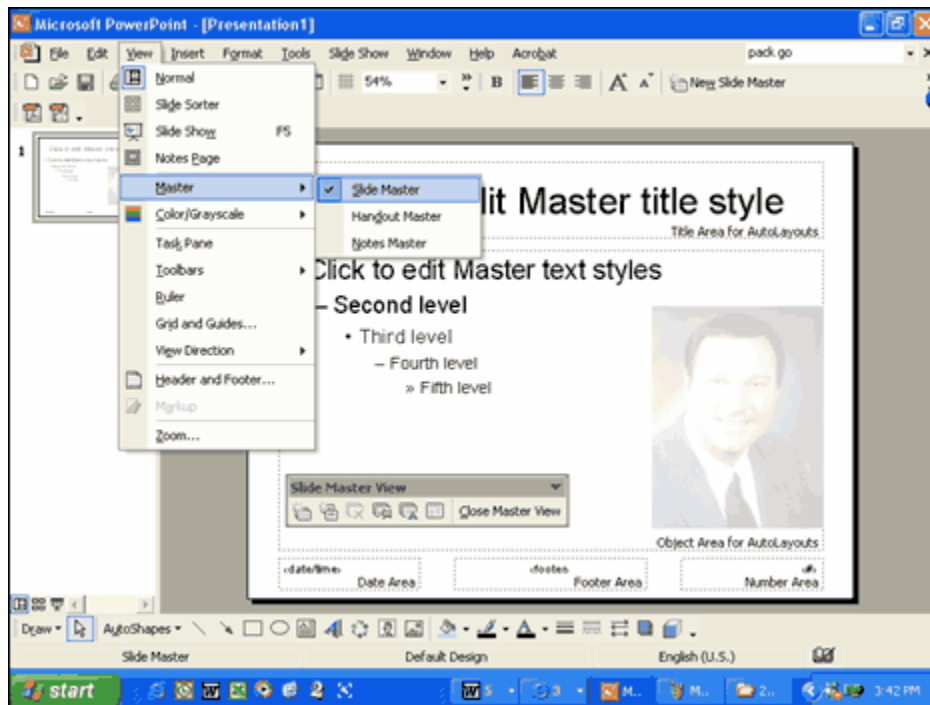 Microsoft PowerPoint - [Presentation1]
File Edit View Insert Format Tools Slide Show Window Help Acrobat pack go
54% B A A New Slide Master
Normal
Slide Sorter
Slide Show F5
Notes Page
Master
Color/Grayscale
Task Pane
Toolbars
Ruler
Grid and Guides...
View Direction
Header and Footer...
Markup
Zoom...
Slide Master
Handout Master
Notes Master
1
lit Master title style
Title Area for AutoLayouts
Click to edit Master text styles
– Second level
• Third level
– Fourth level
» Fifth level
Slide Master View
Close Master View
Object Area for AutoLayouts
<date/time>
Date Area
<footer>
Footer Area
<#>
Number Area
Draw AutoShapes
Slide Master Default Design English (U.S.)
start 5 3 M.. M.. 2.. 3:42 PM